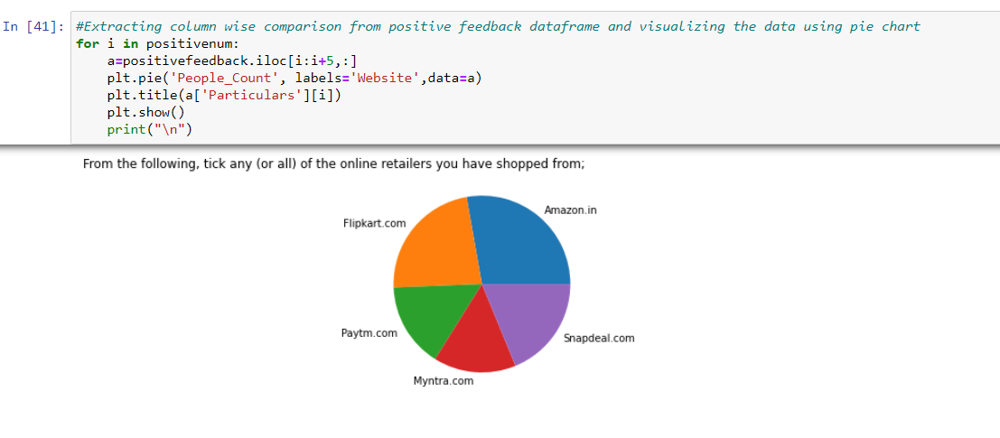 In [41]: #Extracting column wise comparison from positive feedback dataframe and visualizing the data using pie chart
for i in positivenum:
    a=positivefeedback.iloc[i:i+5,:]
    plt.pie('People_Count', labels='Website',data=a)
    plt.title(a['Particulars'][i])
    plt.show()
    print("\n")
From the following, tick any (or all) of the online retailers you have shopped from;
Amazon.in
Flipkart.com
Paytm.com
Snapdeal.com
Myntra.com